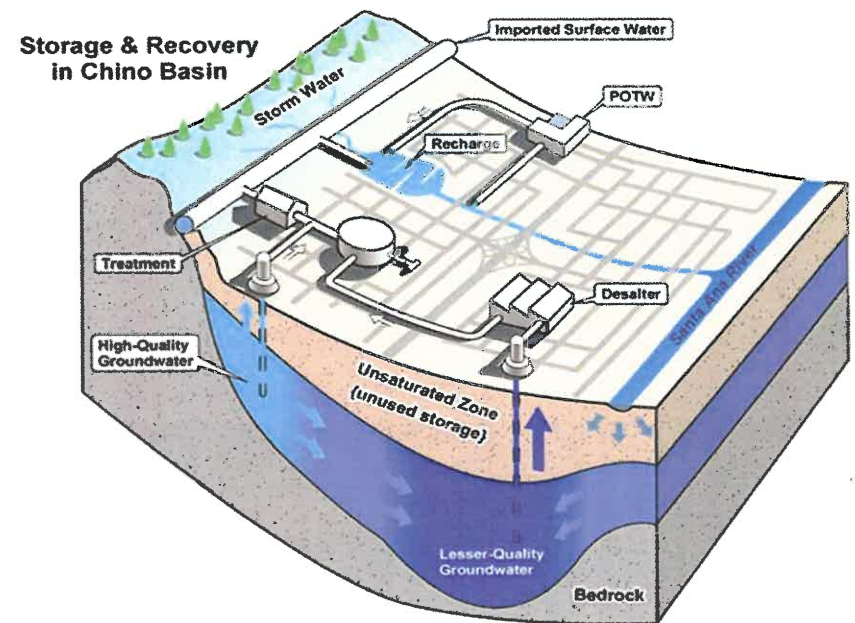 Storage & Recovery
in Chino Basin
Imported Surface Water
Storm Water
POTW
Recharge
Treatment
Desalter
Santa Ana River
High-Quality
Groundwater
Unsaturated Zone
(unused storage)
Lesser-Quality
Groundwater
Bedrock